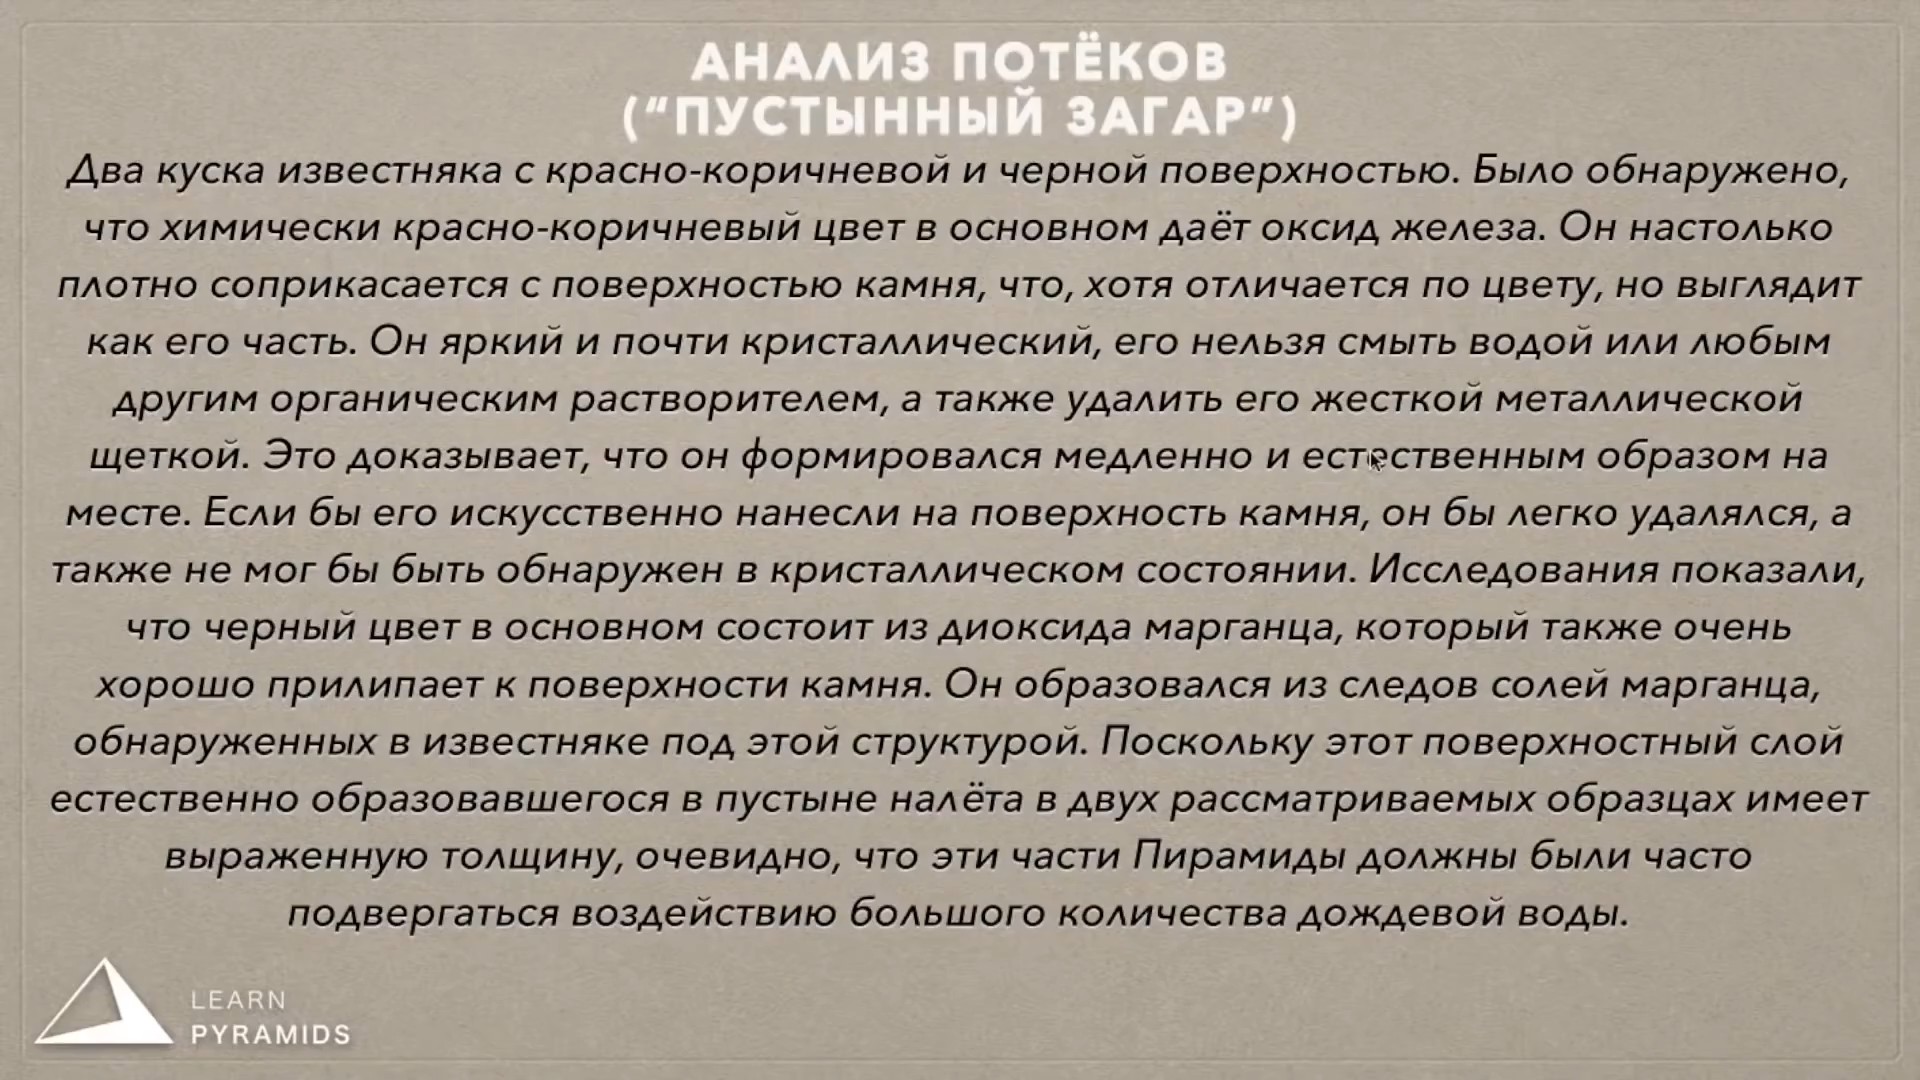 АНАЛИЗ ПОТЁКОВ
(“ПУСТЫННЫЙ ЗАГАР”)
Два куска известняка с красно-коричневой и черной поверхностью. Было обнаружено,
что химически красно-коричневый цвет в основном даёт оксид железа. Он настолько
плотно соприкасается с поверхностью камня, что, хотя отличается по цвету, но выглядит
как его часть. Он яркий и почти кристаллический, его нельзя смыть водой или любым
другим органическим растворителем, а также удалить его жесткой металлической
щеткой. Это доказывает, что он формировался медленно и естественным образом на
месте. Если бы его искусственно нанесли на поверхность камня, он бы легко удалялся, а
также не мог бы быть обнаружен в кристаллическом состоянии. Исследования показали,
что черный цвет в основном состоит из диоксида марганца, который также очень
хорошо прилипает к поверхности камня. Он образовался из следов солей марганца,
обнаруженных в известняке под этой структурой. Поскольку этот поверхностный слой
естественно образовавшегося в пустыне налёта в двух рассматриваемых образцах имеет
выраженную толщину, очевидно, что эти части Пирамиды должны были часто
подвергаться воздействию большого количества дождевой воды.
LEARN
PYRAMIDS